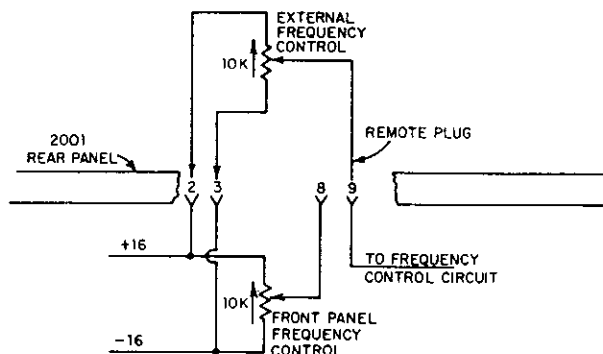 EXTERNAL
FREQUENCY
CONTROL
10K
2001
REAR PANEL
REMOTE PLUG
2 3 8 9
+16
TO FREQUENCY
CONTROL CIRCUIT
10K
-16
FRONT PANEL
FREQUENCY
CONTROL